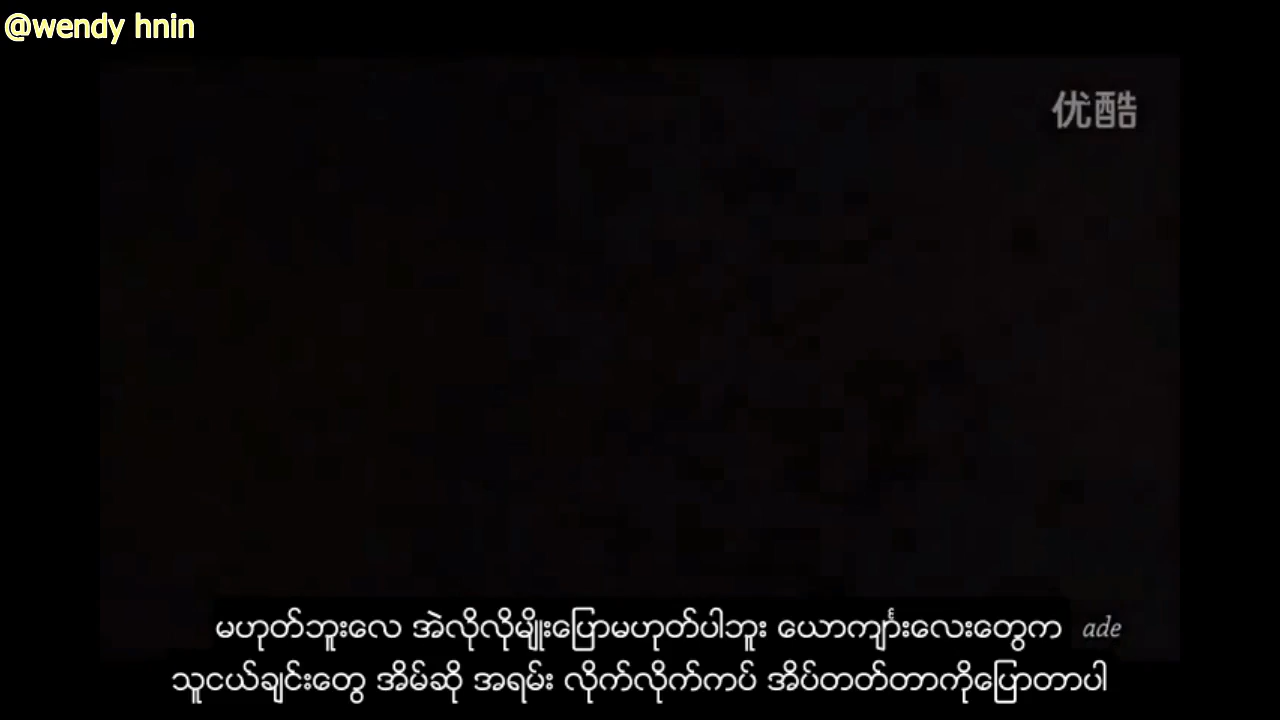 @wendy hnin
优酷
မဟုတ်ဘူးလေ အဲလိုလိုမျိုးပြောမဟုတ်ပါဘူး ယောကျာ်းလေးတွေက ade
သူငယ်ချင်းတွေ အိမ်ဆို အရမ်း လိုက်လိုက်ကပ် အိပ်တတ်တာကိုပြောတာပါ